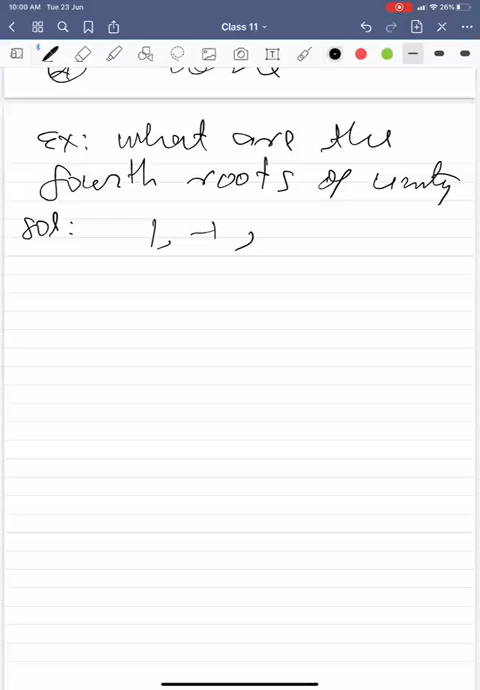 10:00 AM Tue 23 Jun
26%
Class 11
Ex: what are the
fourth roots of unity
sol: 1, -1,